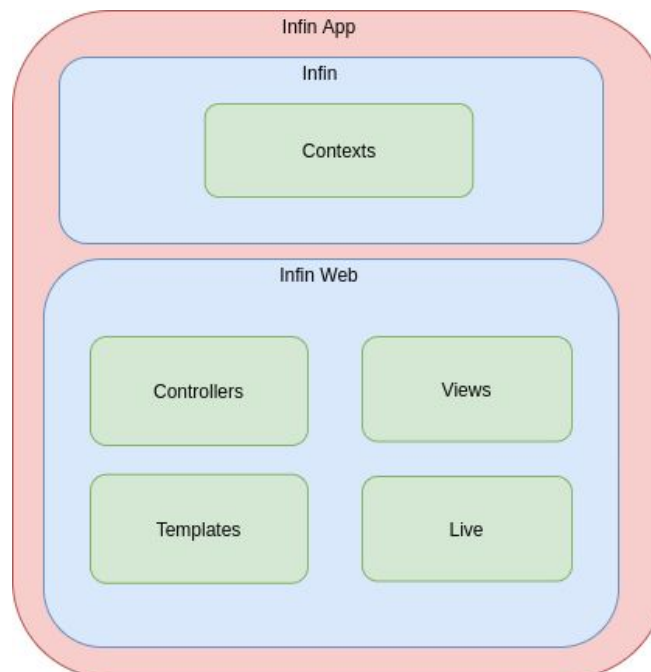 Infin App
Infin
Contexts
Infin Web
Controllers
Views
Templates
Live